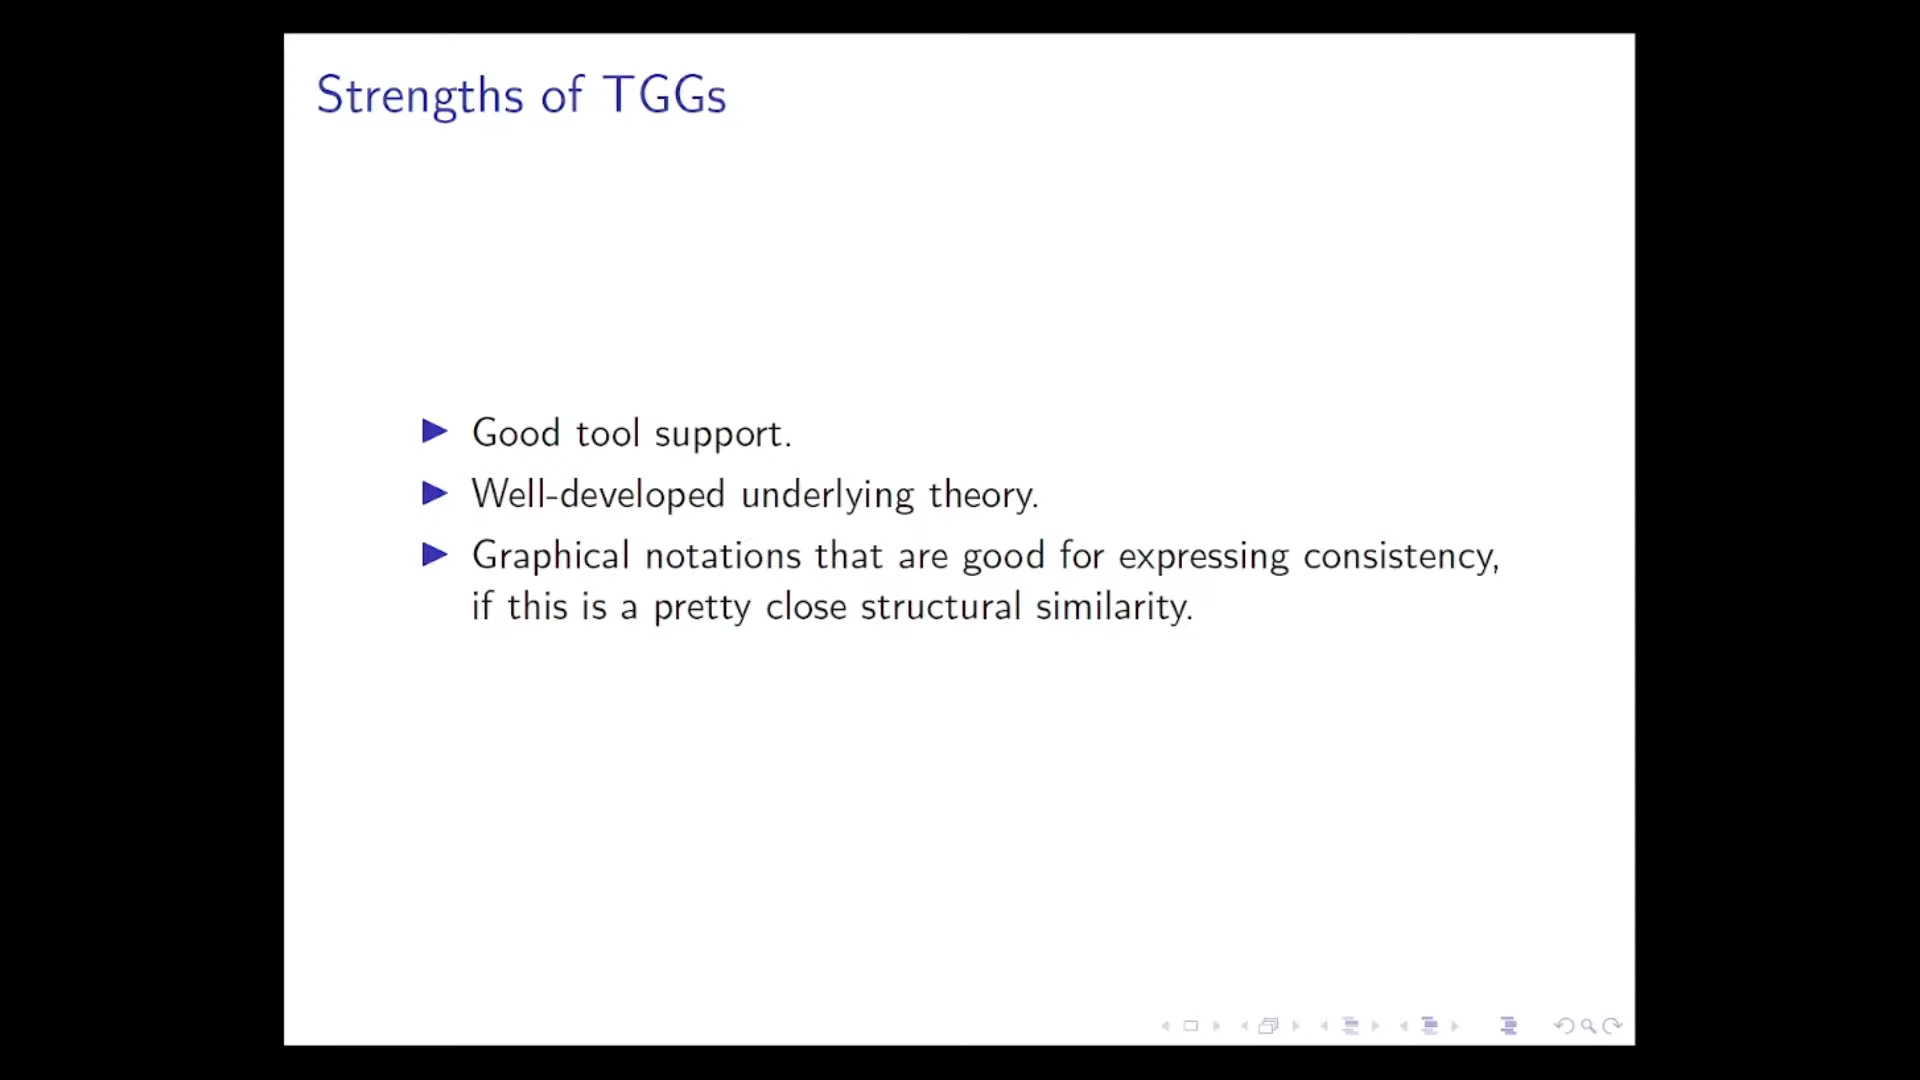 Strengths of TGGs
Good tool support.
Well-developed underlying theory.
Graphical notations that are good for expressing consistency,
if this is a pretty close structural similarity.